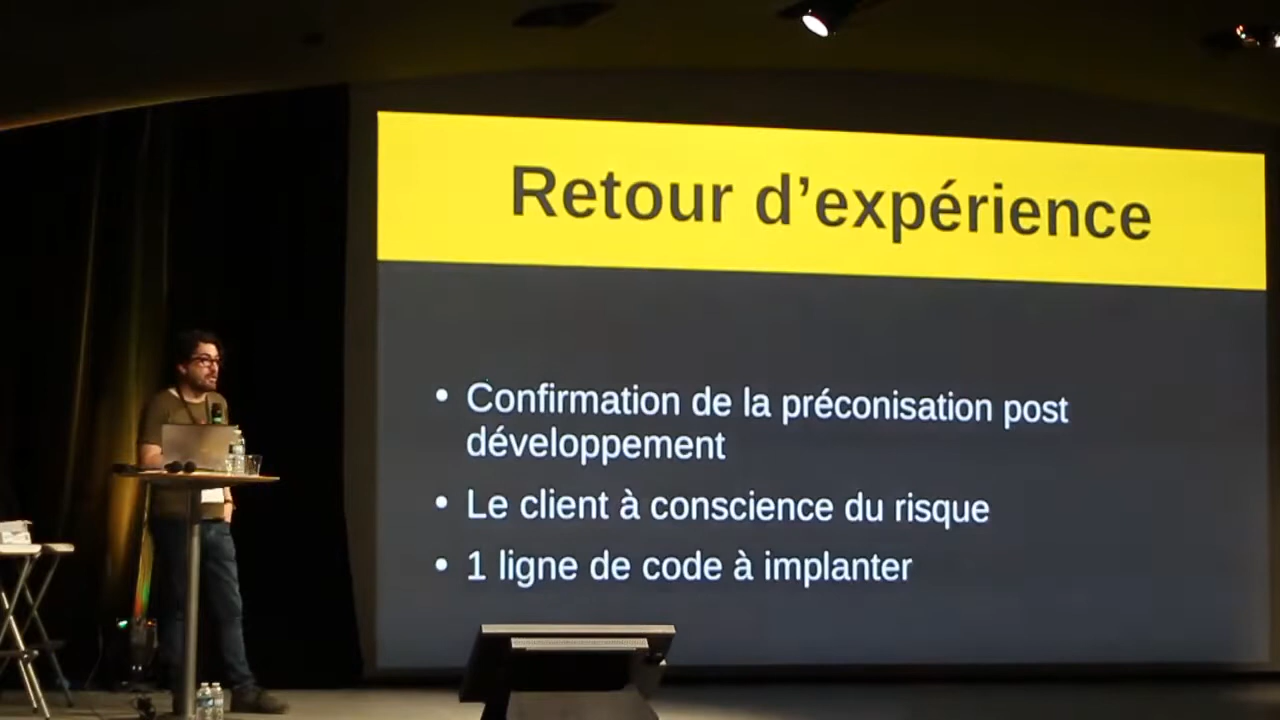 Retour d’expérience
• Confirmation de la préconisation post
développement
• Le client à conscience du risque
• 1 ligne de code à implanter